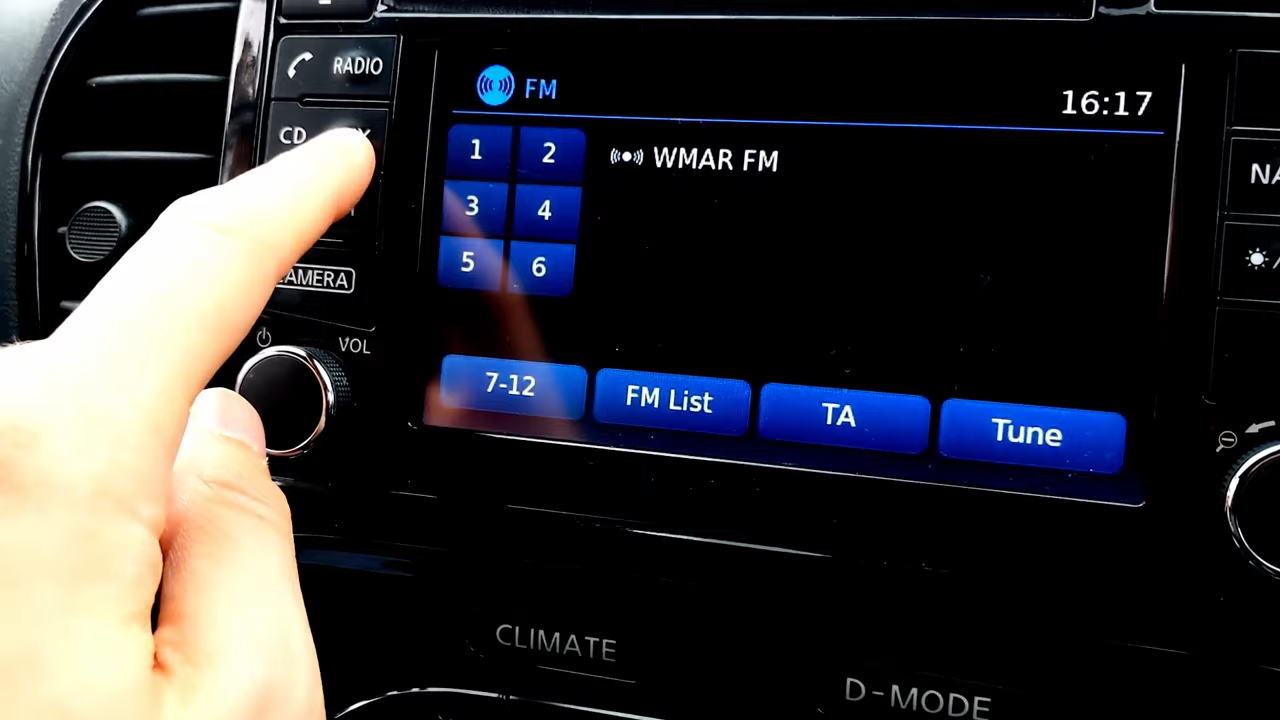 RADIO
FM
16:17
CD
1 2
WMAR FM
3 4
5 6
CAMERA
VOL
7-12
FM List
TA
Tune
CLIMATE
D-MODE